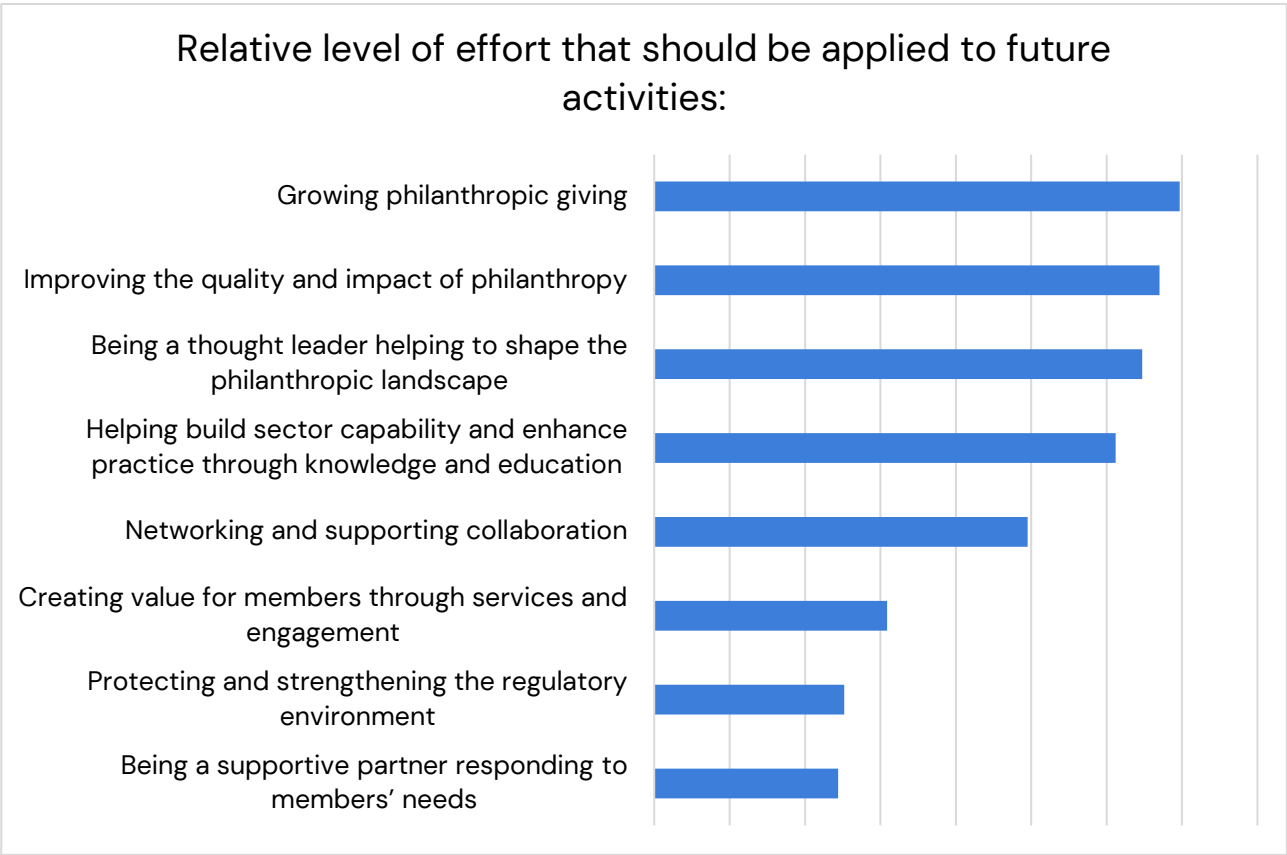 Relative level of effort that should be applied to future
activities:
Growing philanthropic giving
Improving the quality and impact of philanthropy
Being a thought leader helping to shape the
philanthropic landscape
Helping build sector capability and enhance
practice through knowledge and education
Networking and supporting collaboration
Creating value for members through services and
engagement
Protecting and strengthening the regulatory
environment
Being a supportive partner responding to
members’ needs